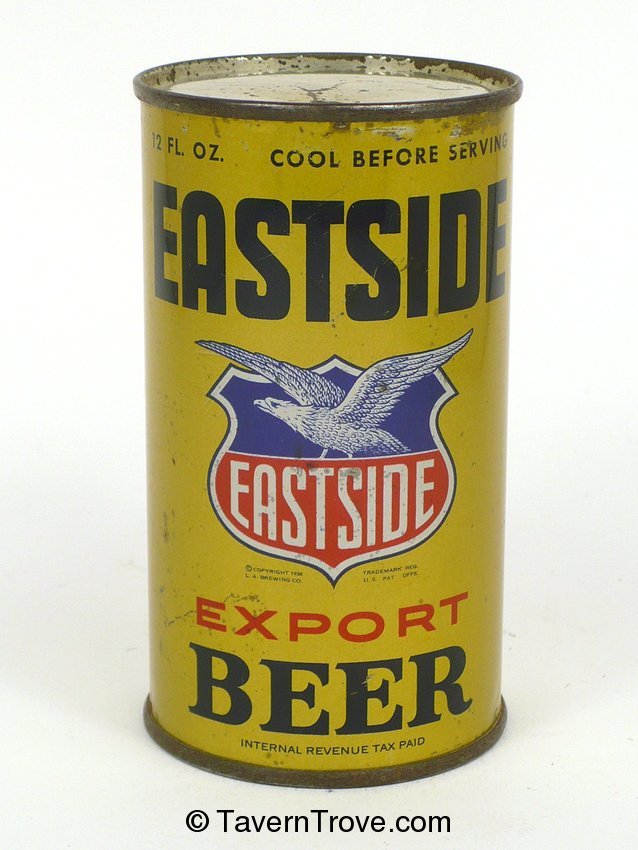 12 FL. OZ. COOL BEFORE SERVING
EASTSIDE
EASTSIDE
© COPYRIGHT 1936 TRADEMARK REG.
L. A. BREWING CO. U. S. PAT. OFFS.
EXPORT
BEER
INTERNAL REVENUE TAX PAID
© TavernTrove.com